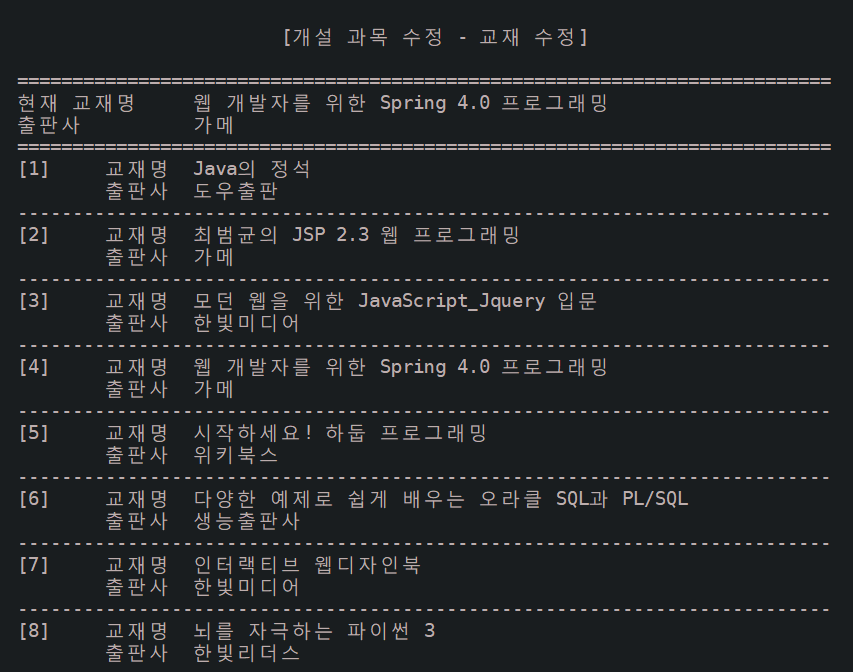 [개설 과목 수정 - 교재 수정]
==========================================================================
현재 교재명 웹 개발자를 위한 Spring 4.0 프로그래밍
출판사 가메
==========================================================================
[1] 교재명 Java의 정석
출판사 도우출판
--------------------------------------------------------------------------
[2] 교재명 최범균의 JSP 2.3 웹 프로그래밍
출판사 가메
--------------------------------------------------------------------------
[3] 교재명 모던 웹을 위한 JavaScript_Jquery 입문
출판사 한빛미디어
--------------------------------------------------------------------------
[4] 교재명 웹 개발자를 위한 Spring 4.0 프로그래밍
출판사 가메
--------------------------------------------------------------------------
[5] 교재명 시작하세요! 하둡 프로그래밍
출판사 위키북스
--------------------------------------------------------------------------
[6] 교재명 다양한 예제로 쉽게 배우는 오라클 SQL과 PL/SQL
출판사 생능출판사
--------------------------------------------------------------------------
[7] 교재명 인터랙티브 웹디자인북
출판사 한빛미디어
--------------------------------------------------------------------------
[8] 교재명 뇌를 자극하는 파이썬 3
출판사 한빛리더스